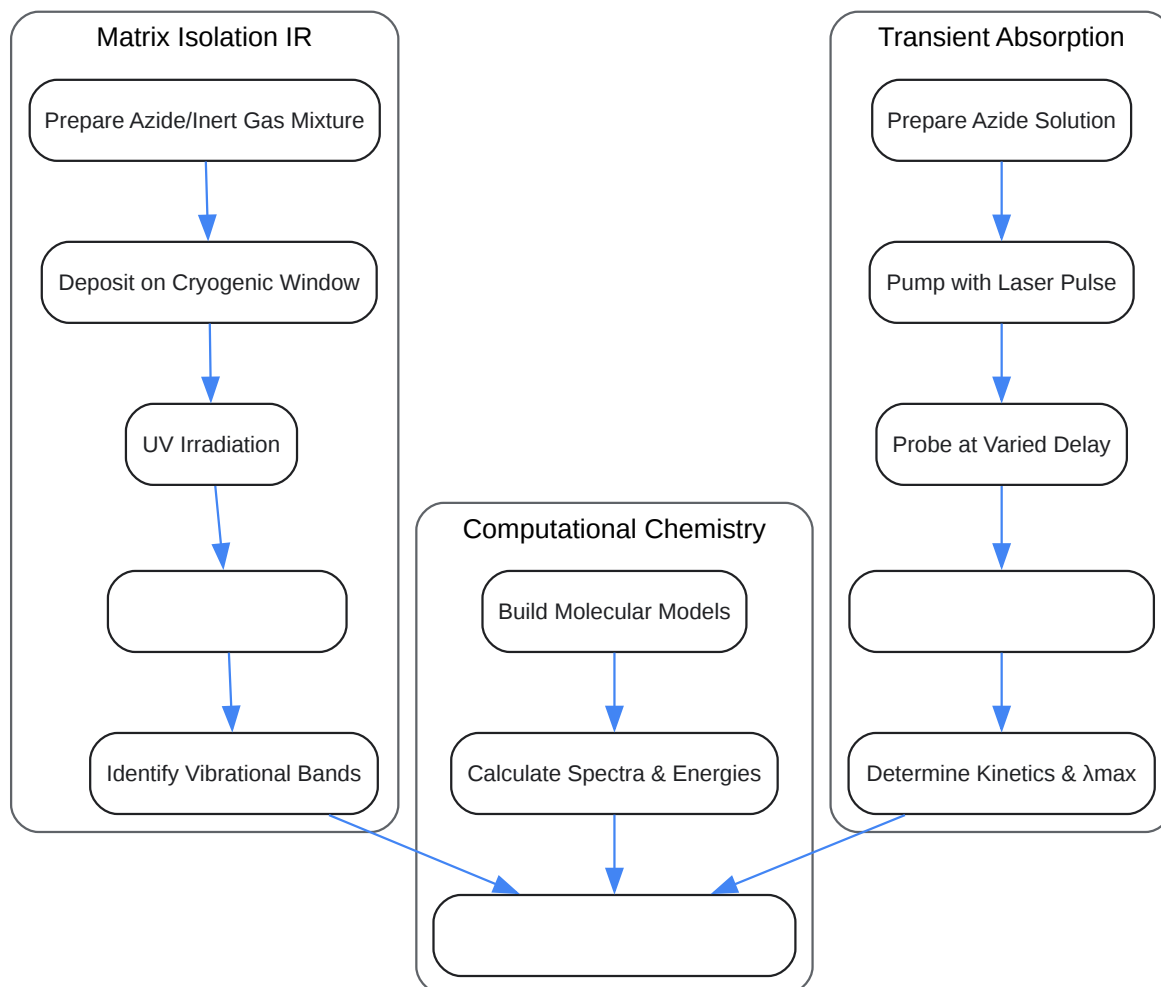 Matrix Isolation IR
Prepare Azide/Inert Gas Mixture
Deposit on Cryogenic Window
UV Irradiation
Identify Vibrational Bands
Computational Chemistry
Build Molecular Models
Calculate Spectra & Energies
Transient Absorption
Prepare Azide Solution
Pump with Laser Pulse
Probe at Varied Delay
Determine Kinetics & λmax